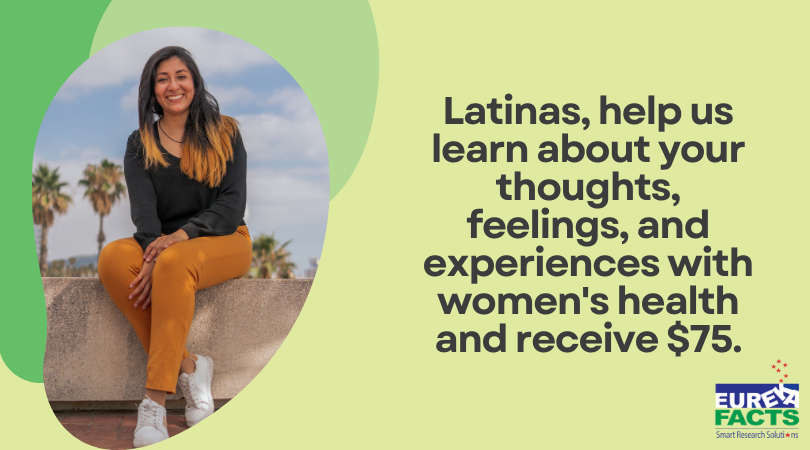 Latinas, help us
learn about your
thoughts,
feelings, and
experiences with
women's health
and receive $75.
EUREKA
FACTS
Smart Research Solutions